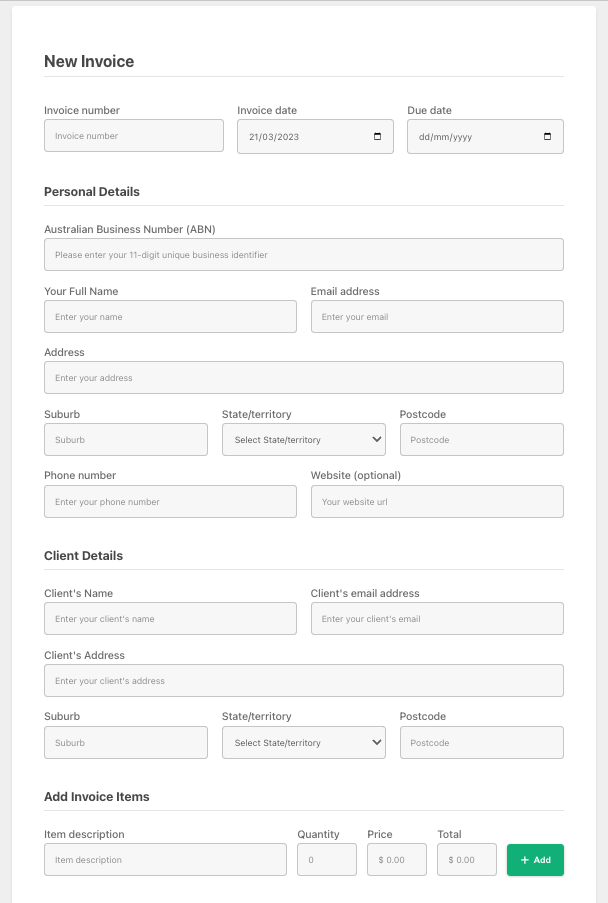 New Invoice
Invoice number Invoice date Due date
Invoice number 21/03/2023 dd/mm/yyyy
Personal Details
Australian Business Number (ABN)
Please enter your 11-digit unique business identifier
Your Full Name Email address
Enter your name Enter your email
Address
Enter your address
Suburb State/territory Postcode
Suburb Select State/territory Postcode
Phone number Website (optional)
Enter your phone number Your website url
Client Details
Client's Name Client's email address
Enter your client's name Enter your client's email
Client's Address
Enter your client's address
Suburb State/territory Postcode
Suburb Select State/territory Postcode
Add Invoice Items
Item description Quantity Price Total
Item description 0 $ 0.00 $ 0.00 + Add